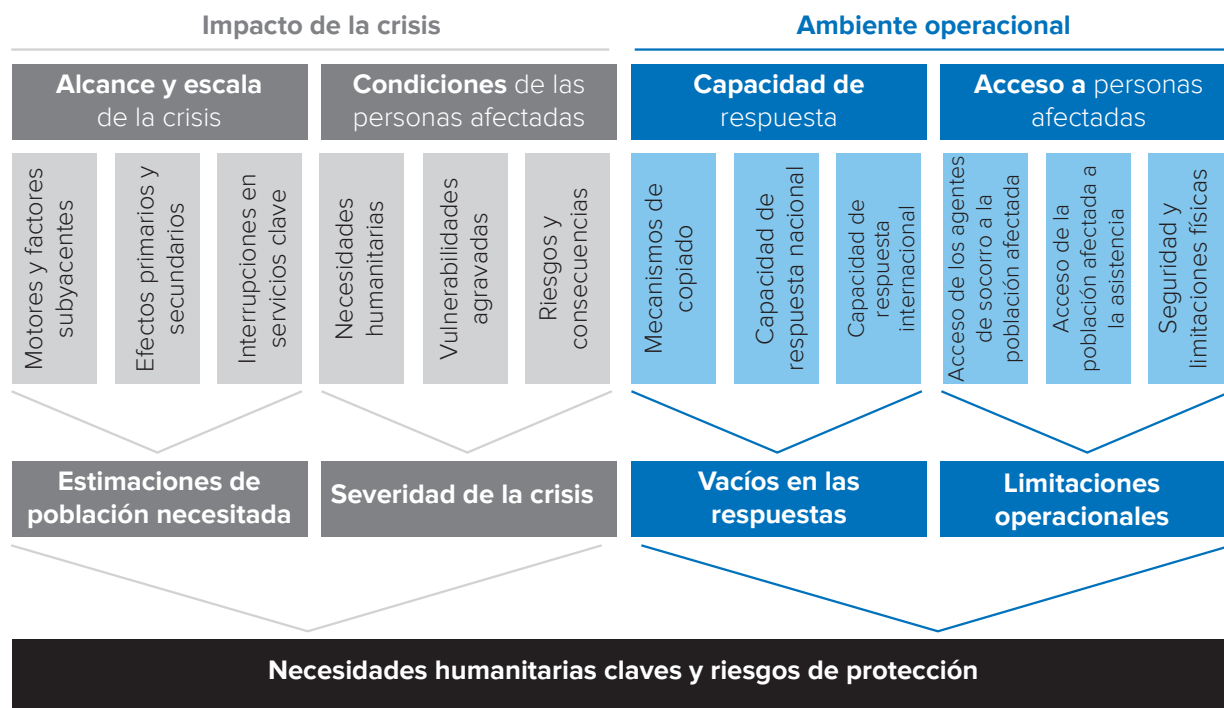 Impacto de la crisis
Ambiente operacional
Alcance y escala
de la crisis
Condiciones de las
personas afectadas
Capacidad de
respuesta
Acceso a personas
afectadas
Motores y factores
subyacentes
Efectos primarios y
secundarios
Interrupciones en
servicios clave
Necesidades
humanitarias
Vulnerabilidades
agravadas
Riesgos y
consecuencias
Mecanismos de
copiado
Capacidad de
respuesta nacional
Capacidad de
respuesta
internacional
Acceso de los agentes
de socorro a la
población afectada
Acceso de la
población afectada a
la asistencia
Seguridad y
limitaciones físicas
Estimaciones de
población necesitada
Severidad de la crisis
Vacíos en las
respuestas
Limitaciones
operacionales
Necesidades humanitarias claves y riesgos de protección